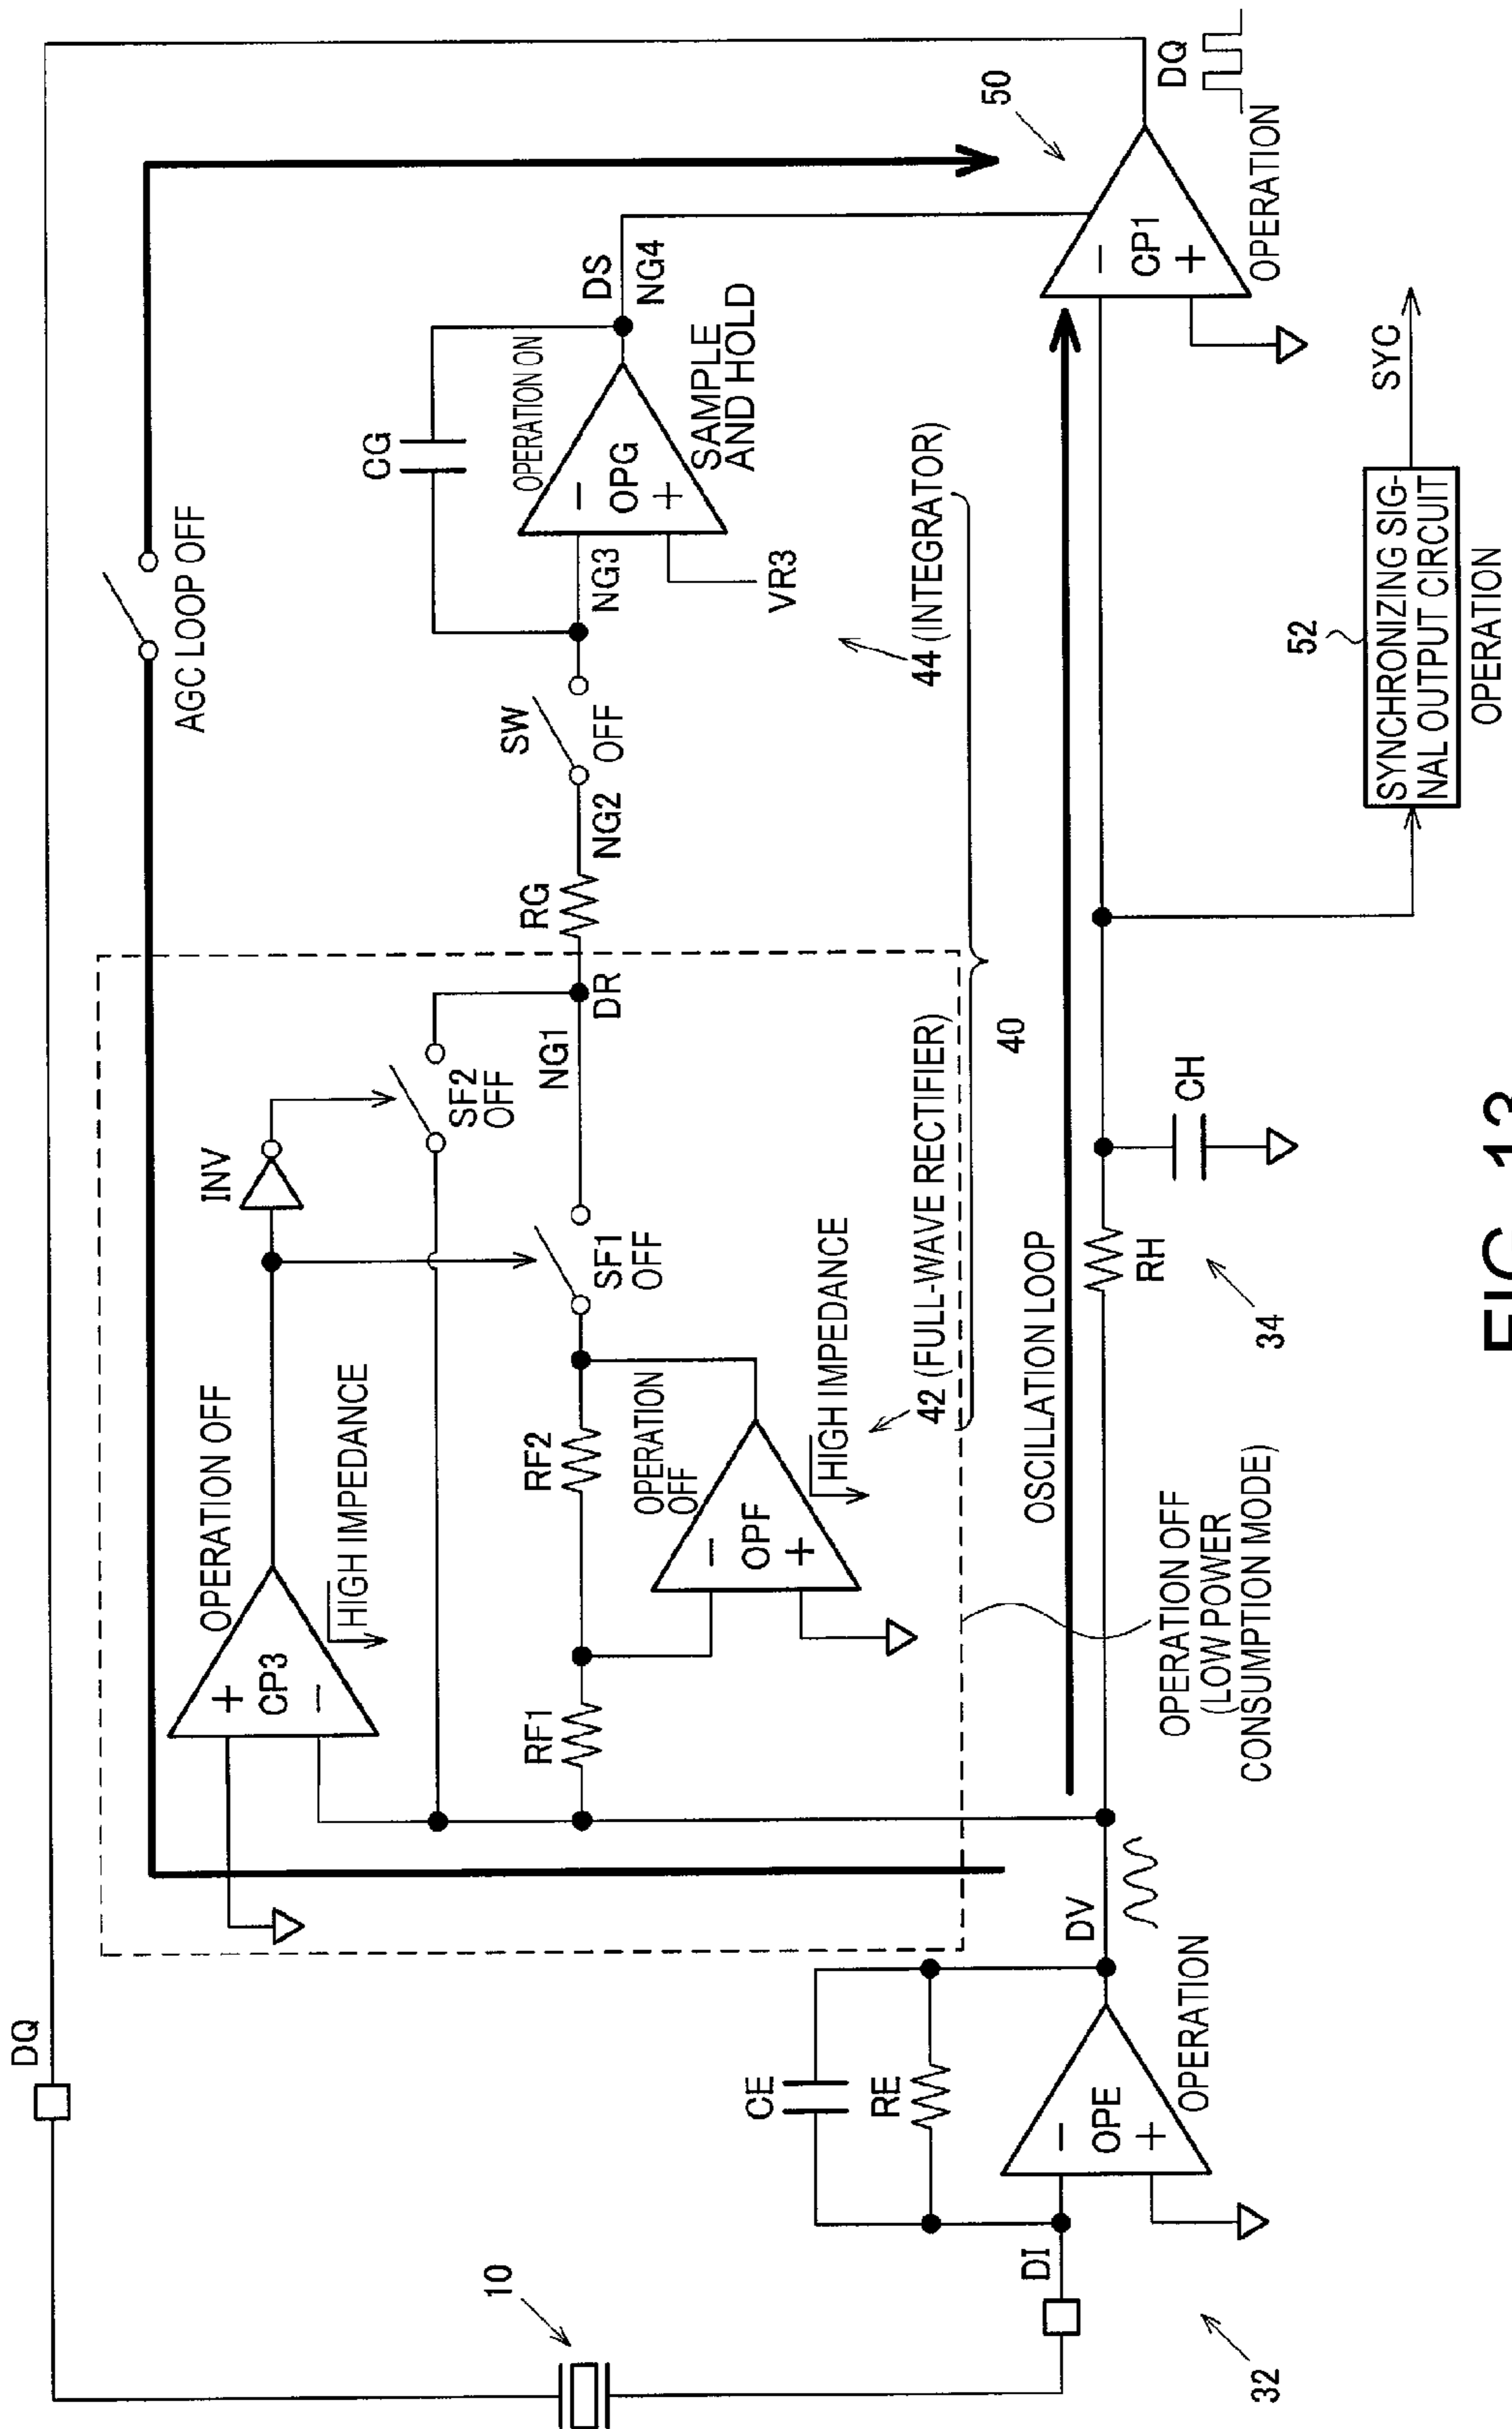 DQ
10
32
DI
CE
RE
OPE
−
+
OPERATION
DV
OPERATION OFF
HIGH IMPEDANCE
CP3
+
−
INV
RF1
RF2
OPERATION
OFF
OPF
−
+
HIGH IMPEDANCE
SF1
OFF
SF2
OFF
NG1
DR
42 (FULL-WAVE RECTIFIER)
40
44 (INTEGRATOR)
AGC LOOP OFF
RG
NG2
SW
OFF
NG3
CG
OPERATION ON
OPG
−
+
VR3
SAMPLE
AND HOLD
DS
NG4
OPERATION OFF
(LOW POWER
CONSUMPTION MODE)
OSCILLATION LOOP
RH
CH
34
52
SYNCHRONIZING SIG-
NAL OUTPUT CIRCUIT
OPERATION
SYC
50
CP1
−
+
OPERATION
DQ
FIG. 13